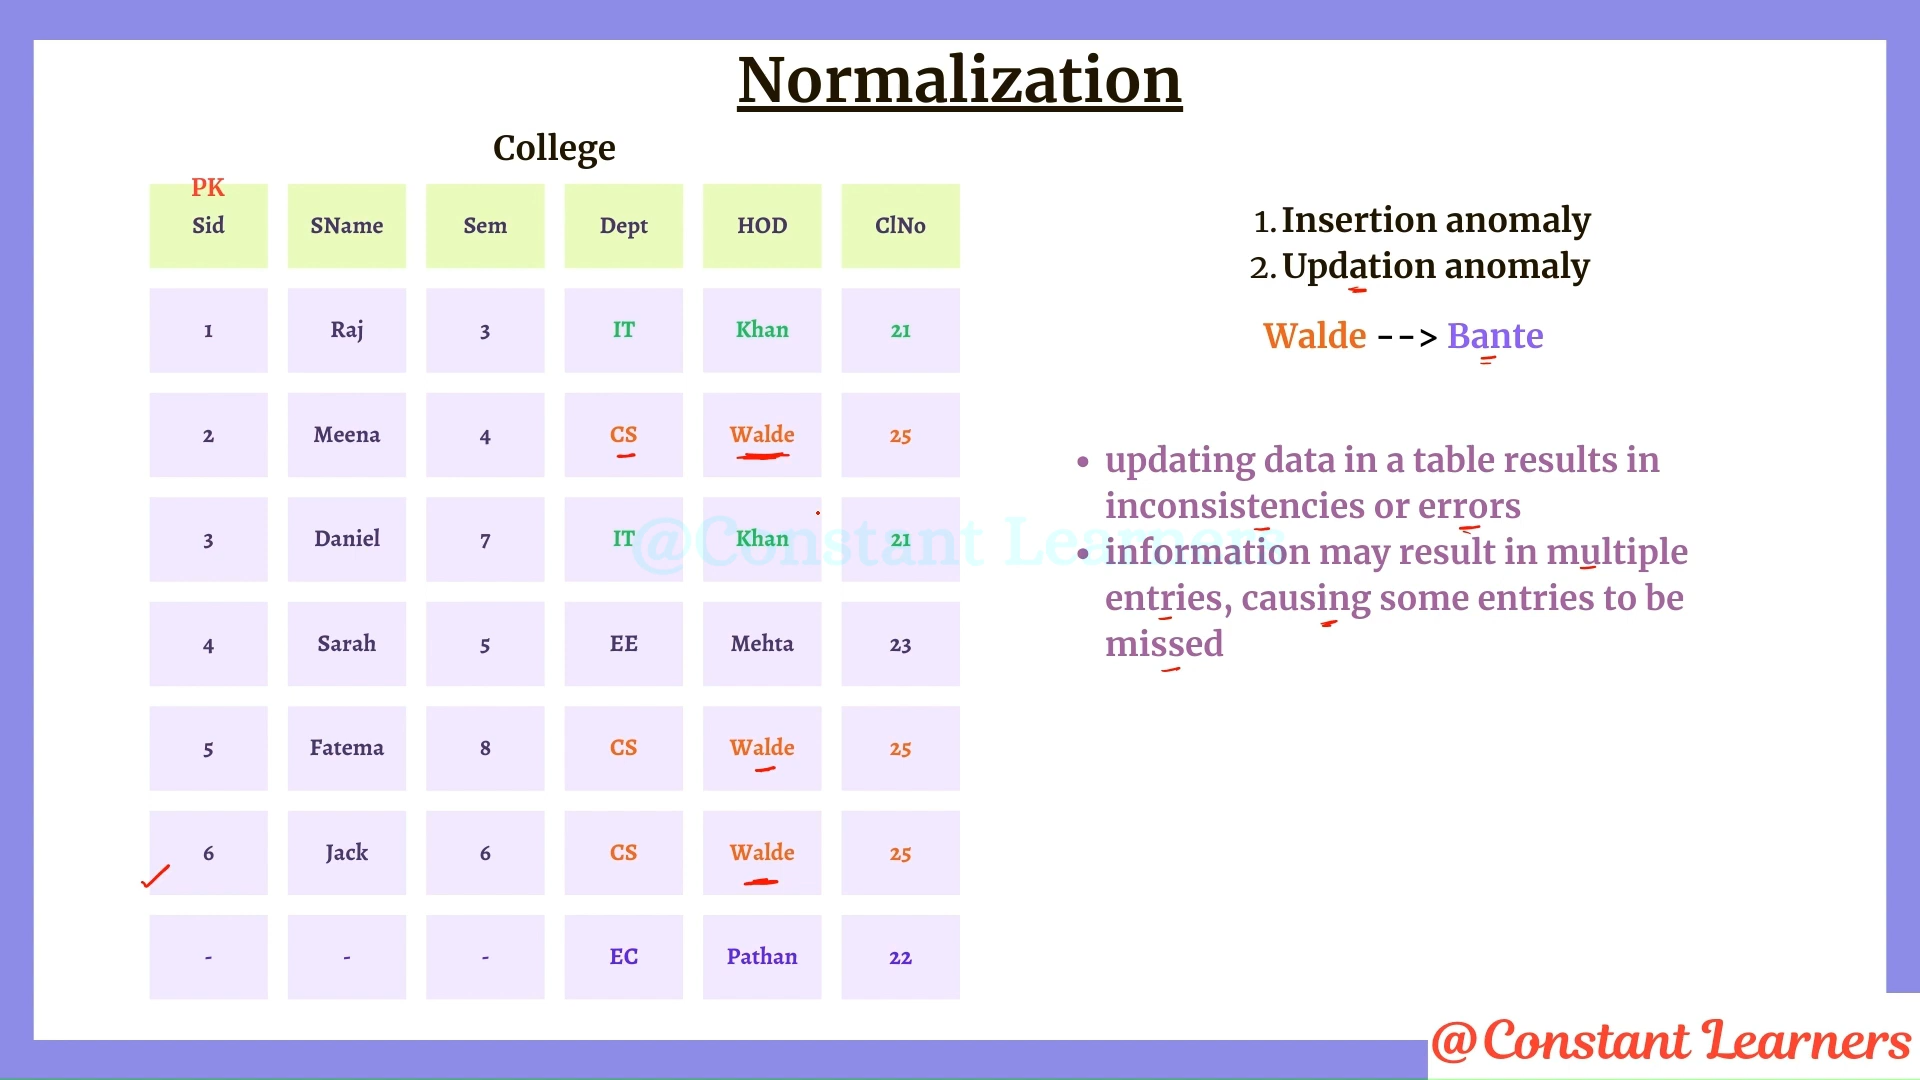 Normalization
College
PK
Sid SName Sem Dept HOD ClNo
1 Raj 3 IT Khan 21
2 Meena 4 CS Walde 25
3 Daniel 7 IT Khan 21
4 Sarah 5 EE Mehta 23
5 Fatema 8 CS Walde 25
6 Jack 6 CS Walde 25
- - - EC Pathan 22
1. Insertion anomaly
2. Updation anomaly
Walde --> Bante
• updating data in a table results in
inconsistencies or errors
• information may result in multiple
entries, causing some entries to be
missed
@Constant Learners
@Constant Learners